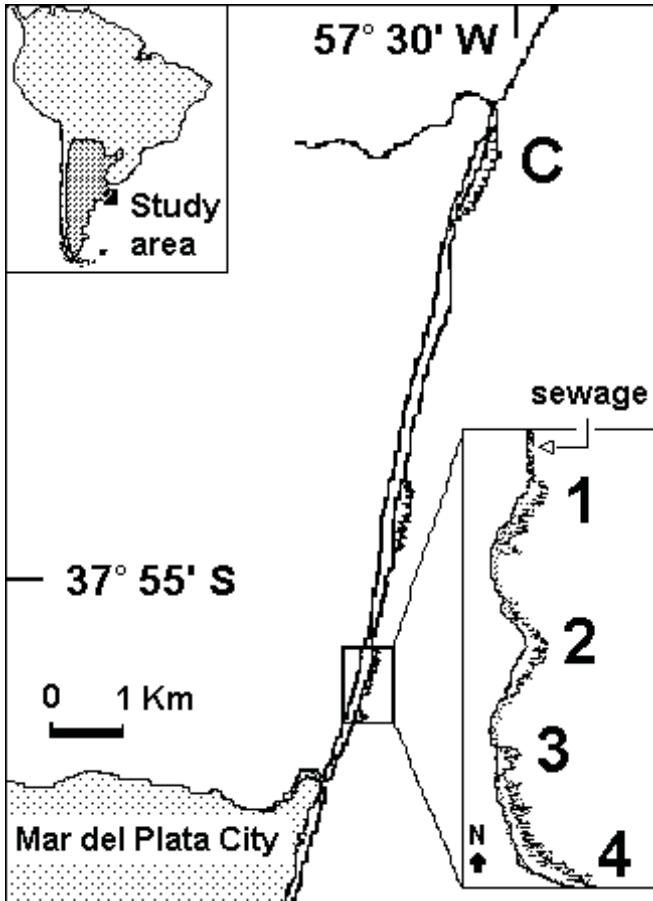 57° 30' W
C
Study
area
sewage
1
37° 55' S
2
0 1 Km
3
Mar del Plata City
N
4